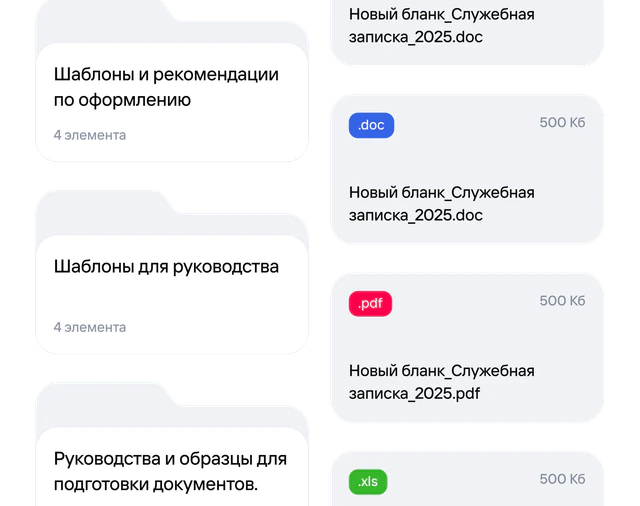 Шаблоны и рекомендации
по оформлению
4 элемента
Шаблоны для руководства
4 элемента
Руководства и образцы для
подготовки документов.
Новый бланк_Служебная
записка_2025.doc
.doc
500 Кб
Новый бланк_Служебная
записка_2025.doc
.pdf
500 Кб
Новый бланк_Служебная
записка_2025.pdf
.xls
500 Кб